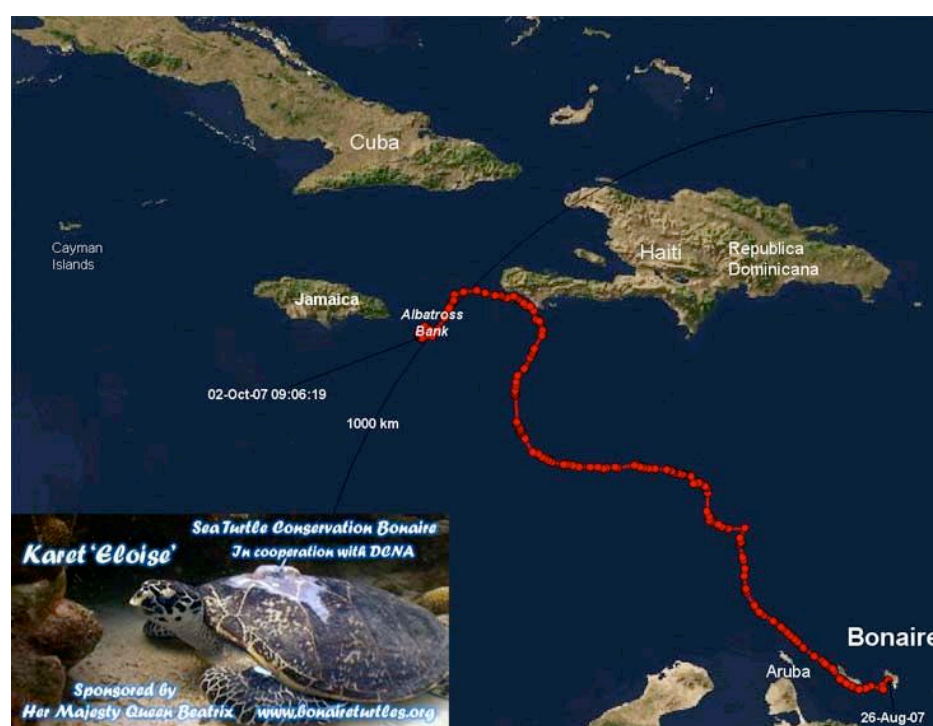 Cuba
Cayman
Islands
Haiti
Republica
Dominicana
Jamaica
Albatross
Bank
02-Oct-07 09:06:19
1000 km
Sea Turtle Conservation Bonaire
Karet 'Eloise'
In cooperation with DCNA
Bonaire
Aruba
Sponsored by
Her Majesty Queen Beatrix
www.bonaireturtles.org
26-Aug-07